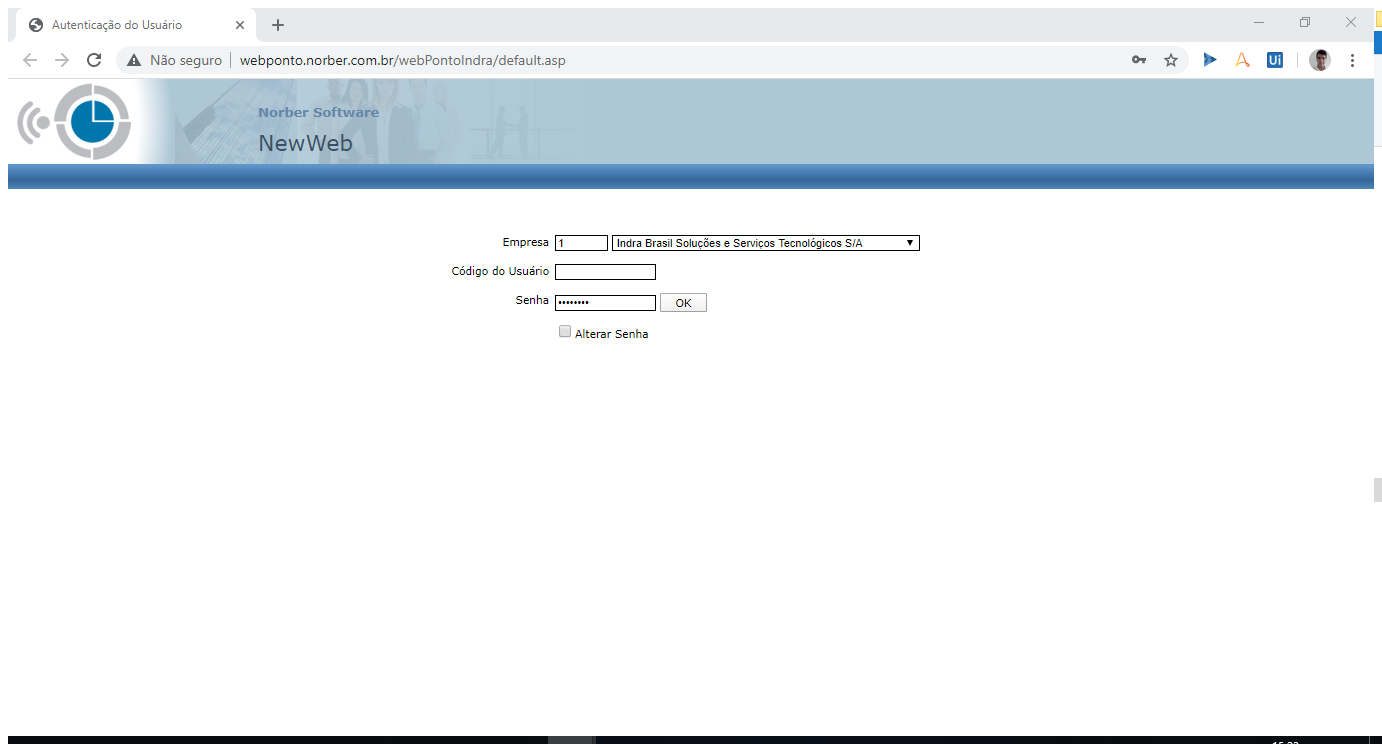 Autenticação do Usuário
Não seguro
webponto.norber.com.br/webPontoIndra/default.asp
Ui
Norber Software
NewWeb
Empresa 1 Indra Brasil Soluções e Serviços Tecnológicos S/A
Código do Usuário
Senha •••••••• OK
Alterar Senha